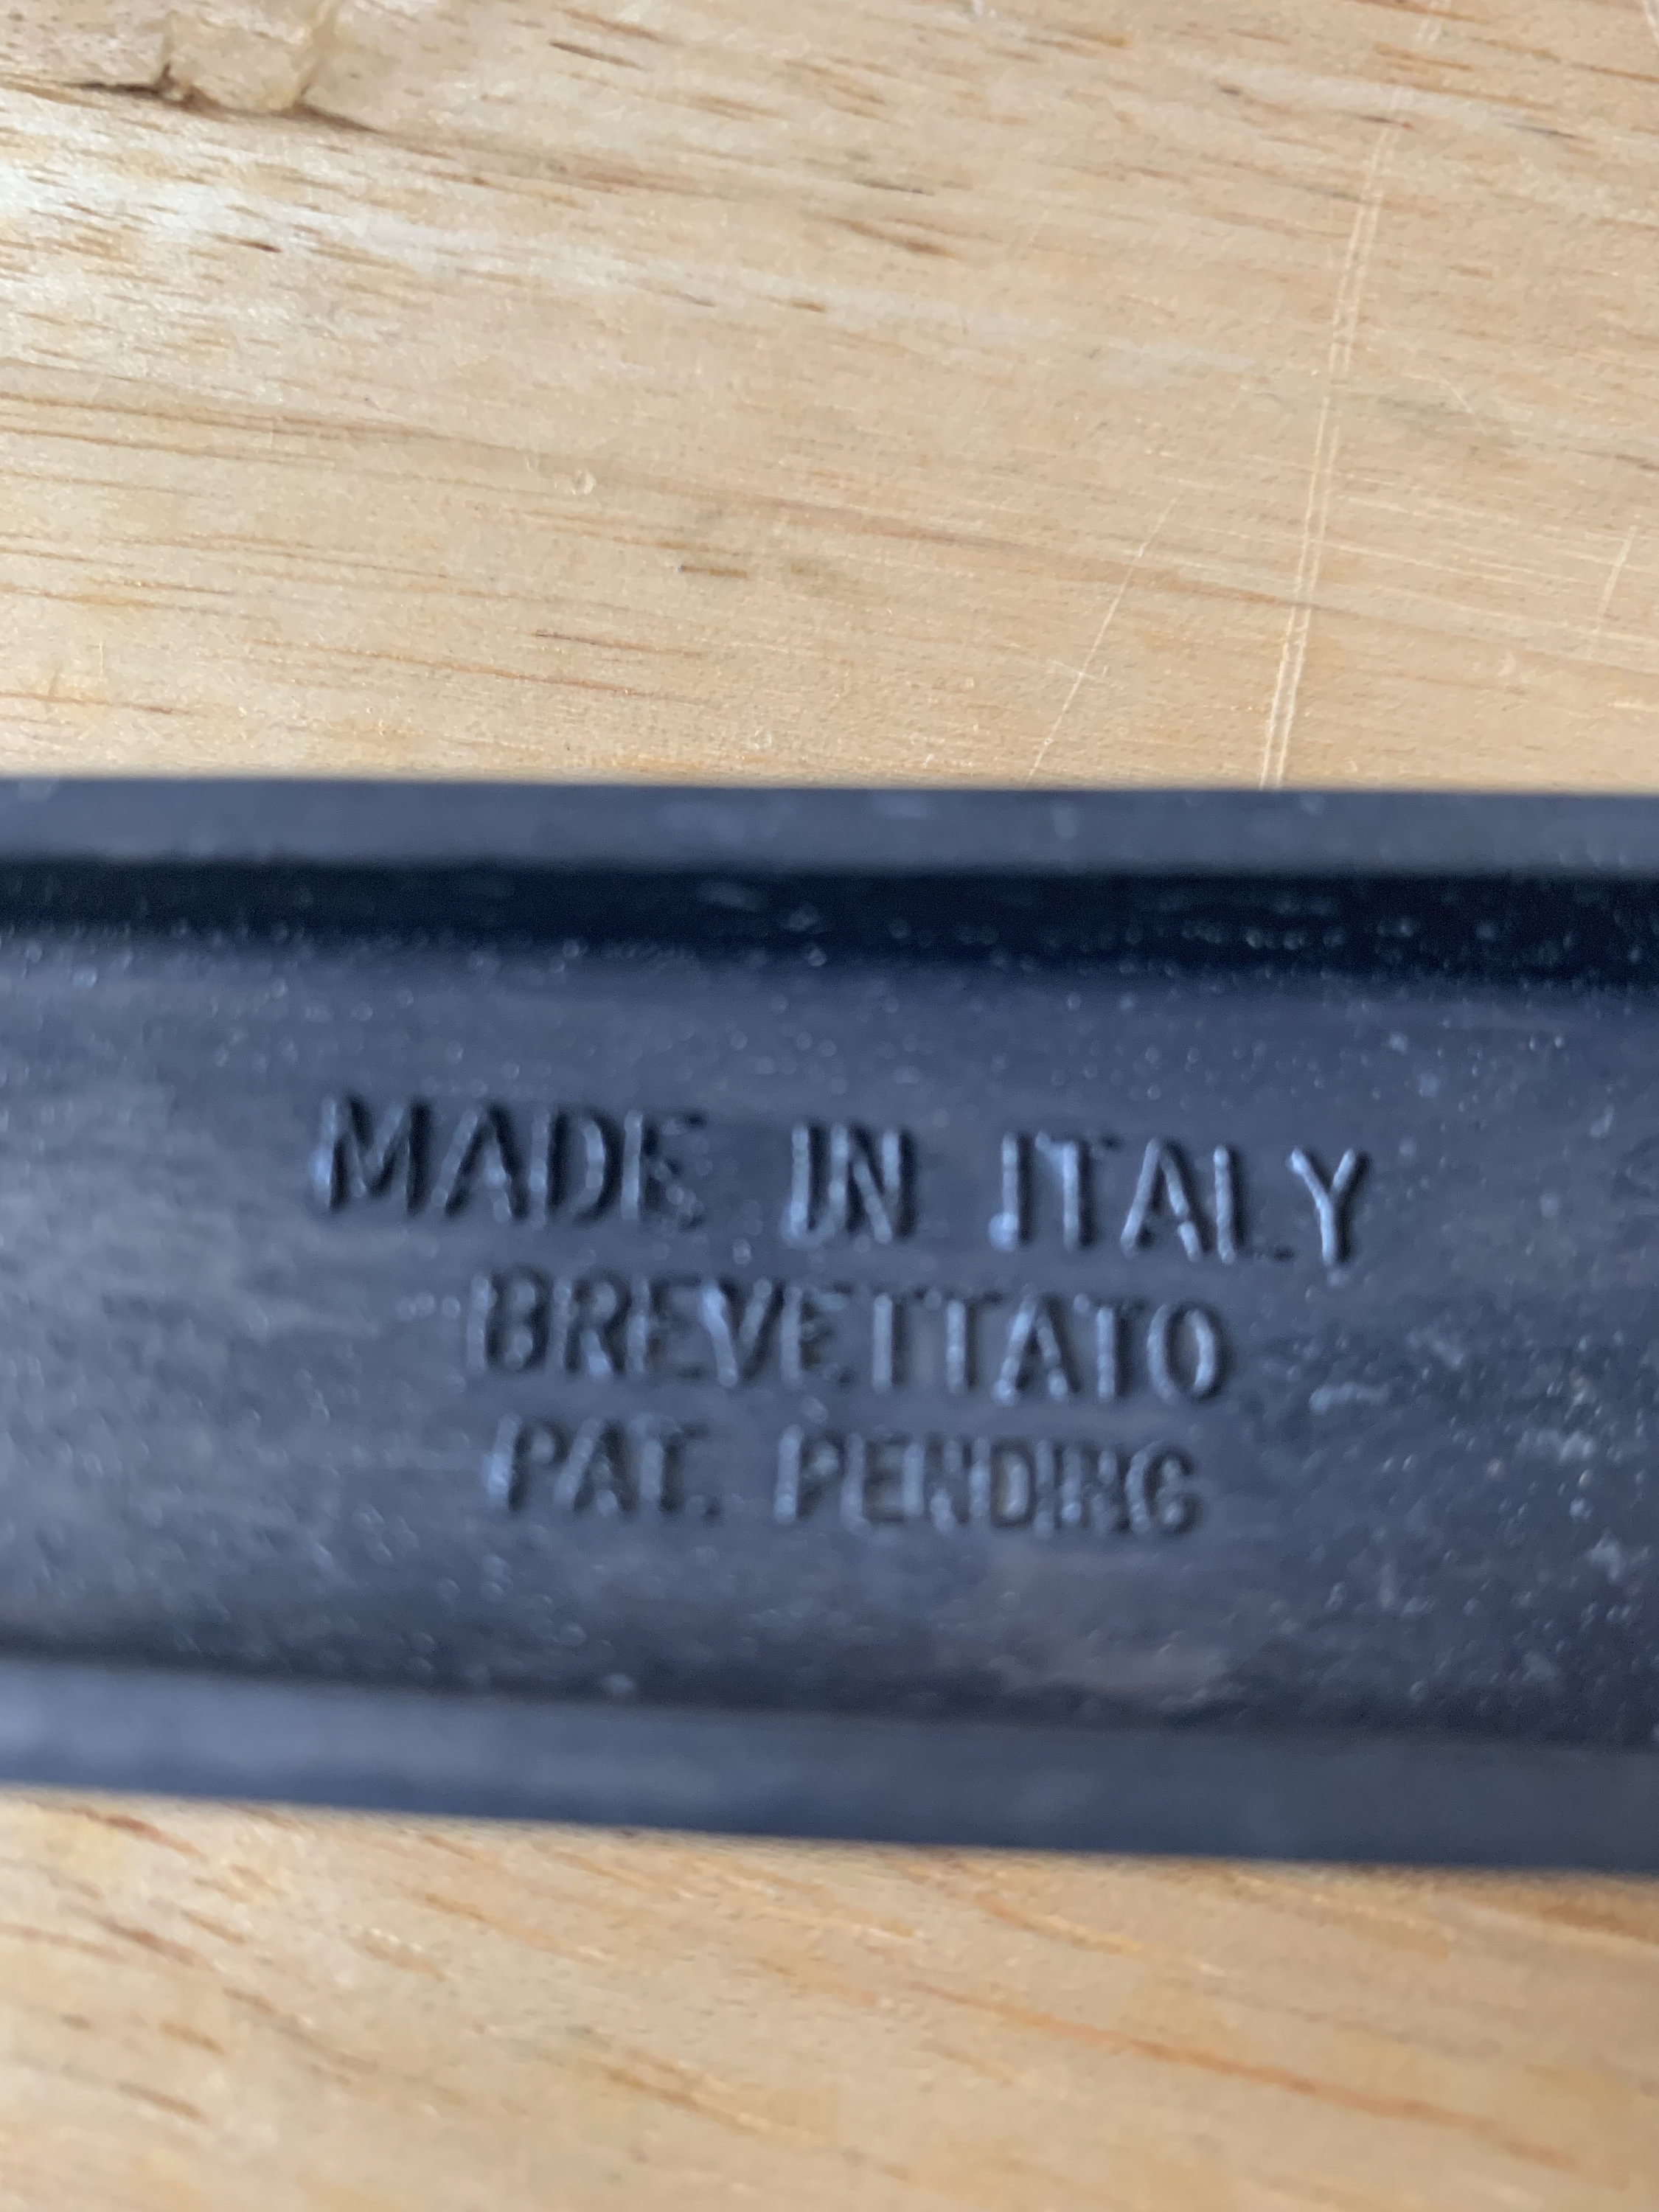 MADE IN ITALY
BREVETTATO
PAT. PENDING